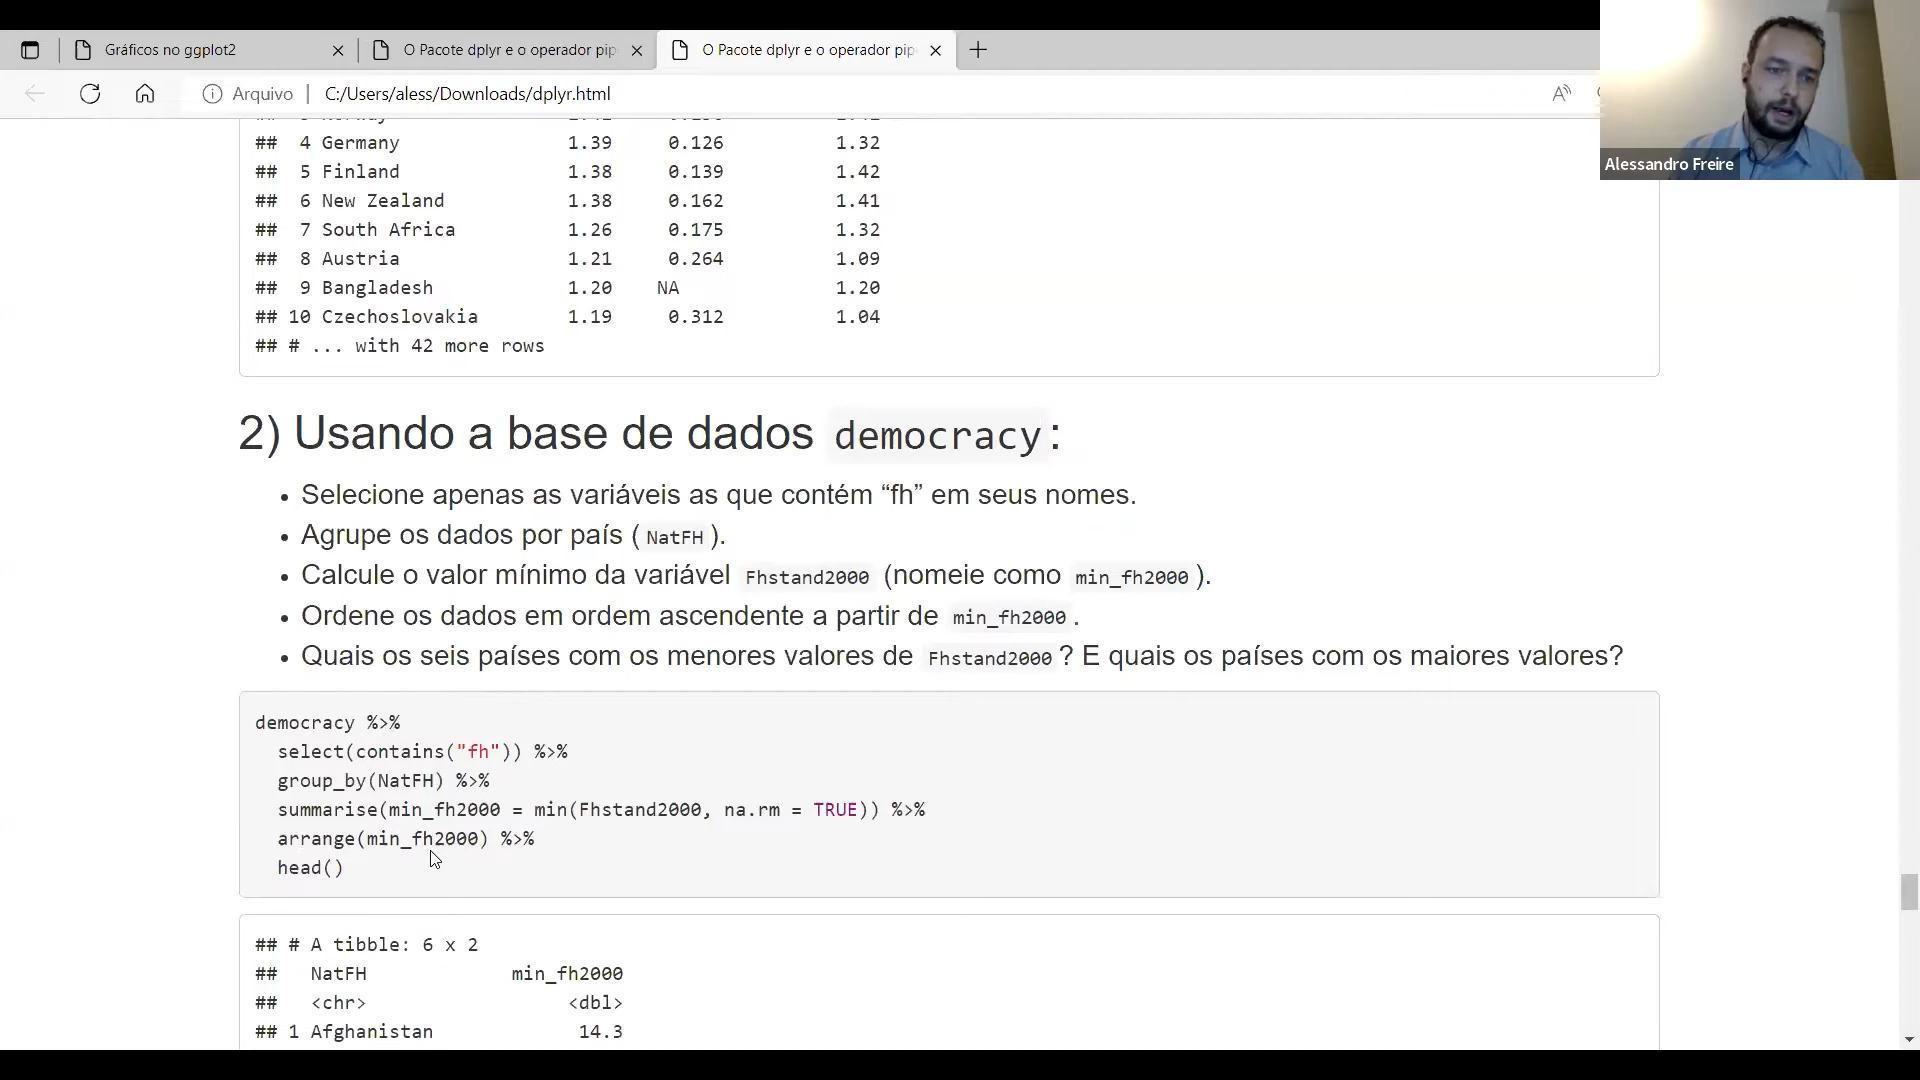 Gráficos no ggplot2
O Pacote dplyr e o operador pip
O Pacote dplyr e o operador pip
Arquivo
C:/Users/aless/Downloads/dplyr.html
Alessandro Freire
## 4 Germany 1.39 0.126 1.32
## 5 Finland 1.38 0.139 1.42
## 6 New Zealand 1.38 0.162 1.41
## 7 South Africa 1.26 0.175 1.32
## 8 Austria 1.21 0.264 1.09
## 9 Bangladesh 1.20 NA 1.20
## 10 Czechoslovakia 1.19 0.312 1.04
## # ... with 42 more rows
2) Usando a base de dados democracy:
• Selecione apenas as variáveis as que contém “fh” em seus nomes.
• Agrupe os dados por país ( NatFH ).
• Calcule o valor mínimo da variável Fhstand2000 (nomeie como min_fh2000 ).
• Ordene os dados em ordem ascendente a partir de min_fh2000 .
• Quais os seis países com os menores valores de Fhstand2000 ? E quais os países com os maiores valores?
democracy %>%
select(contains("fh")) %>%
group_by(NatFH) %>%
summarise(min_fh2000 = min(Fhstand2000, na.rm = TRUE)) %>%
arrange(min_fh2000) %>%
head()
## # A tibble: 6 x 2
## NatFH min_fh2000
## <chr> <dbl>
## 1 Afghanistan 14.3